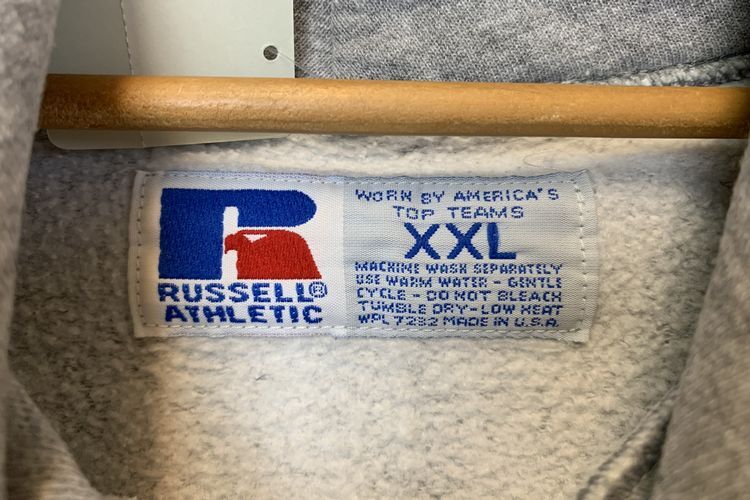 RUSSELL®
ATHLETIC
WORN BY AMERICA'S
TOP TEAMS
XXL
MACHINE WASH SEPARATELY
USE WARM WATER - GENTLE
CYCLE - DO NOT BLEACH
TUMBLE DRY - LOW HEAT
WPL 7232 MADE IN U.S.A.